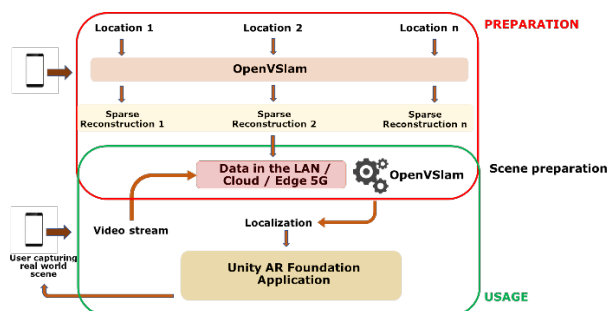 PREPARATION
Location 1
Location 2
Location n
OpenVSlam
Sparse
Reconstruction 1
Sparse
Reconstruction 2
Sparse
Reconstruction n
Data in the LAN /
Cloud / Edge 5G
OpenVSlam
Scene preparation
Video stream
Localization
User capturing
real world
scene
Unity AR Foundation
Application
USAGE